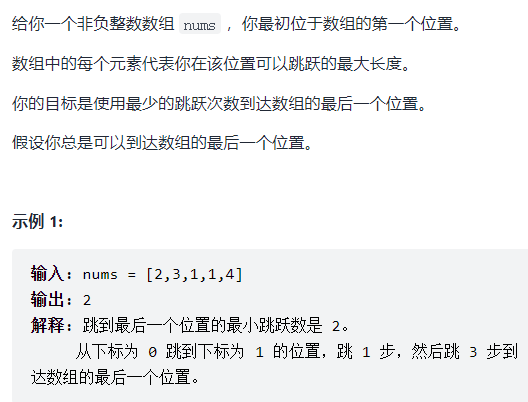 给你一个非负整数数组 nums ，你最初位于数组的第一个位置。
数组中的每个元素代表你在该位置可以跳跃的最大长度。
你的目标是使用最少的跳跃次数到达数组的最后一个位置。
假设你总是可以到达数组的最后一个位置。
示例 1:
输入：nums = [2,3,1,1,4]
输出：2
解释：跳到最后一个位置的最小跳跃数是 2。
从下标为 0 跳到下标为 1 的位置，跳 1 步，然后跳 3 步到
达数组的最后一个位置。